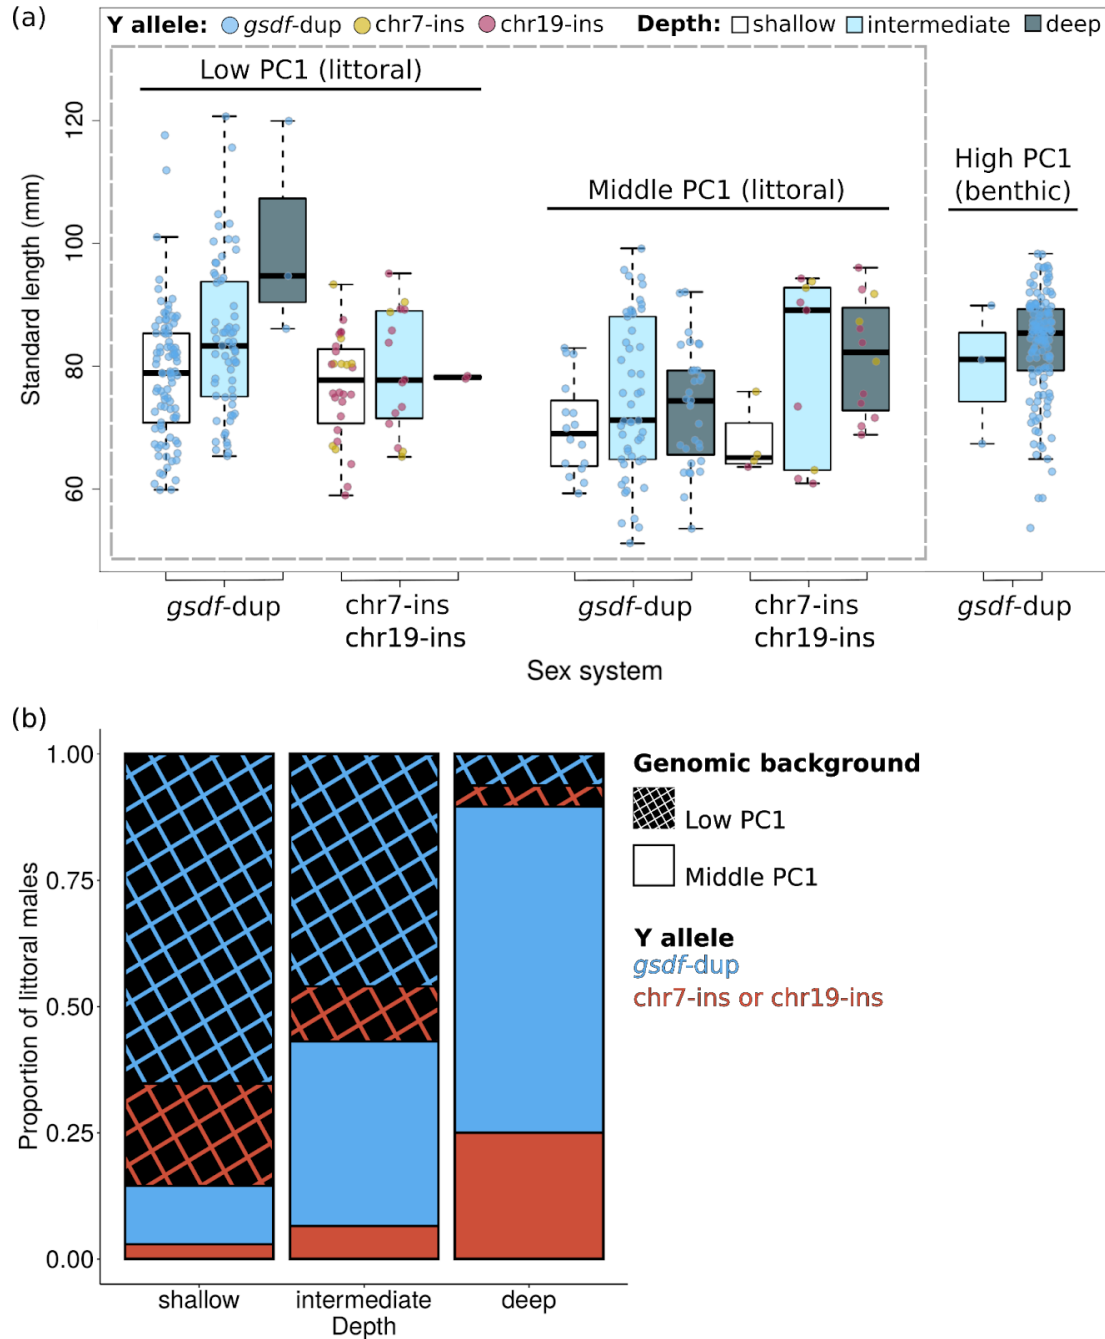 (a)
Y allele: gsdf-dup chr7-ins chr19-ins Depth: shallow intermediate deep
Low PC1 (littoral)
Middle PC1 (littoral)
High PC1
(benthic)
Standard length (mm)
120
100
80
60
gsdf-dup
chr7-ins
chr19-ins
gsdf-dup
chr7-ins
chr19-ins
gsdf-dup
Sex system
(b)
Proportion of littoral males
1.00
0.75
0.50
0.25
0.00
shallow intermediate deep
Depth
Genomic background
Low PC1
Middle PC1
Y allele
gsdf-dup
chr7-ins or chr19-ins